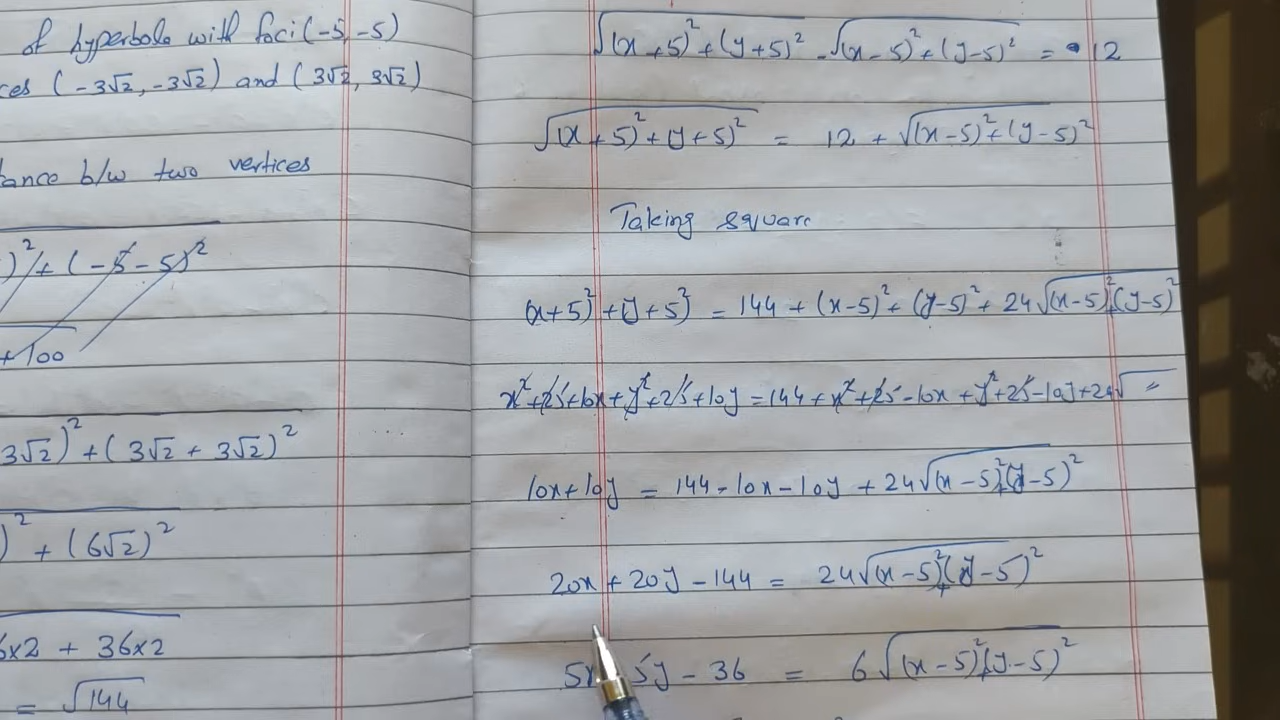 of hyperbola with foci (-5, -5)
ces (-3√2, -3√2) and (3√2, 3√2)
tance b/w two vertices
)² + (-5 - 5)²
+100
3√2)² + (3√2 + 3√2)²
)² + (6√2)²
6x2 + 36x2
= √144
√(x+5)² + (y+5)² - √(x-5)² + (y-5)² = 12
√(x+5)² + (y+5)² = 12 + √(x-5)² + (y-5)²
Taking square
(x+5)² + (y+5)² = 144 + (x-5)² + (y-5)² + 24√(x-5)²+(y-5)²
x²+25+10x+y²+25+10y = 144+x²+25-10x+y²+25-10y+24√〃
10x+10y = 144-10x-10y + 24√(x-5)²+(y-5)²
20x + 20y - 144 = 24√(x-5)²+(y-5)²
5x 5y - 36 = 6√(x-5)²+(y-5)²